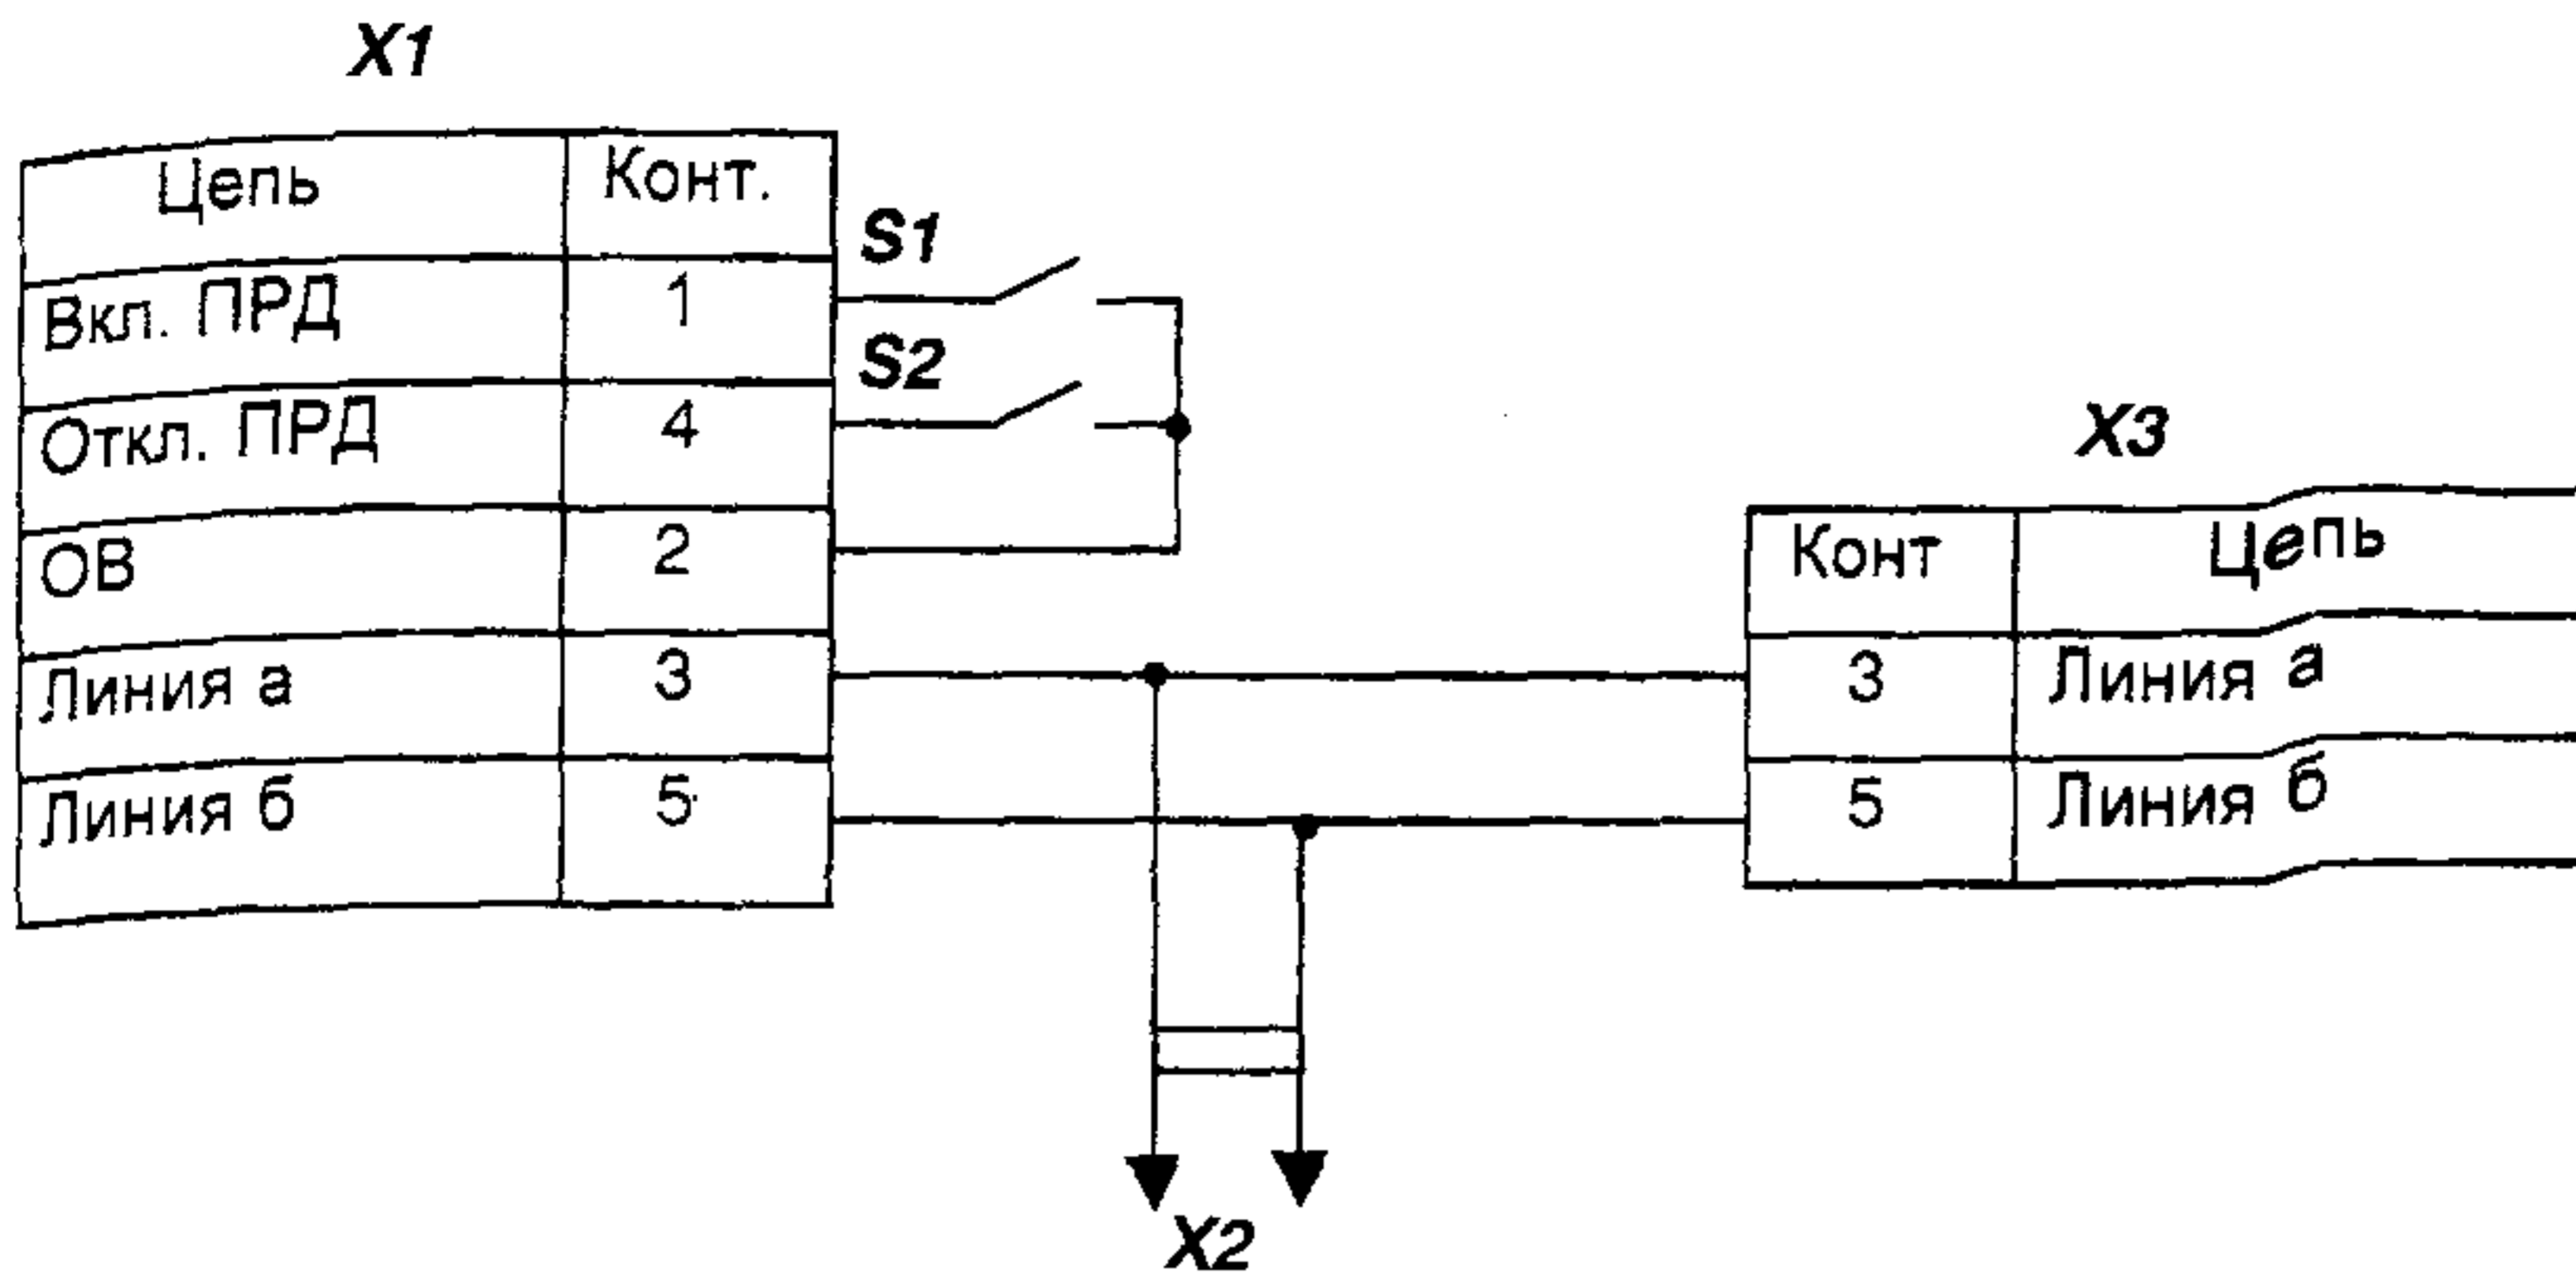 X1
Цепь Конт.
Вкл. ПРД 1
Откл. ПРД 4
ОВ 2
Линия а 3
Линия б 5
S1
S2
X3
Конт Цепь
3 Линия а
5 Линия б
X2